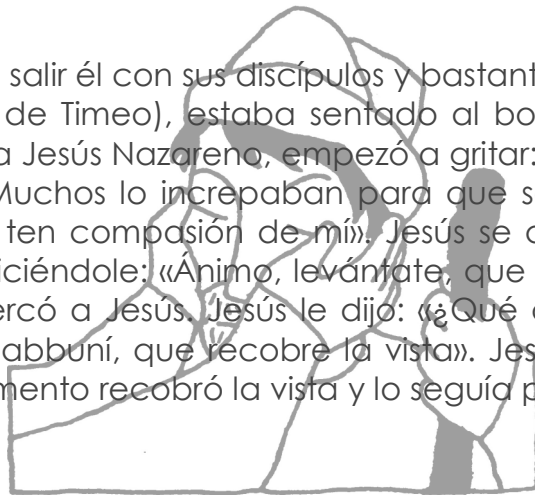 salir él con sus discípulos y bastant
de Timeo), estaba sentado al bo
a Jesús Nazareno, empezó a gritar:
Muchos lo increpaban para que s
ten compasión de mí». Jesús se d
iciéndole: «Ánimo, levántate, que
ercó a Jesús. Jesús le dijo: «¿Qué
abbuní, que recobre la vista». Jes
mento recobró la vista y lo seguía p